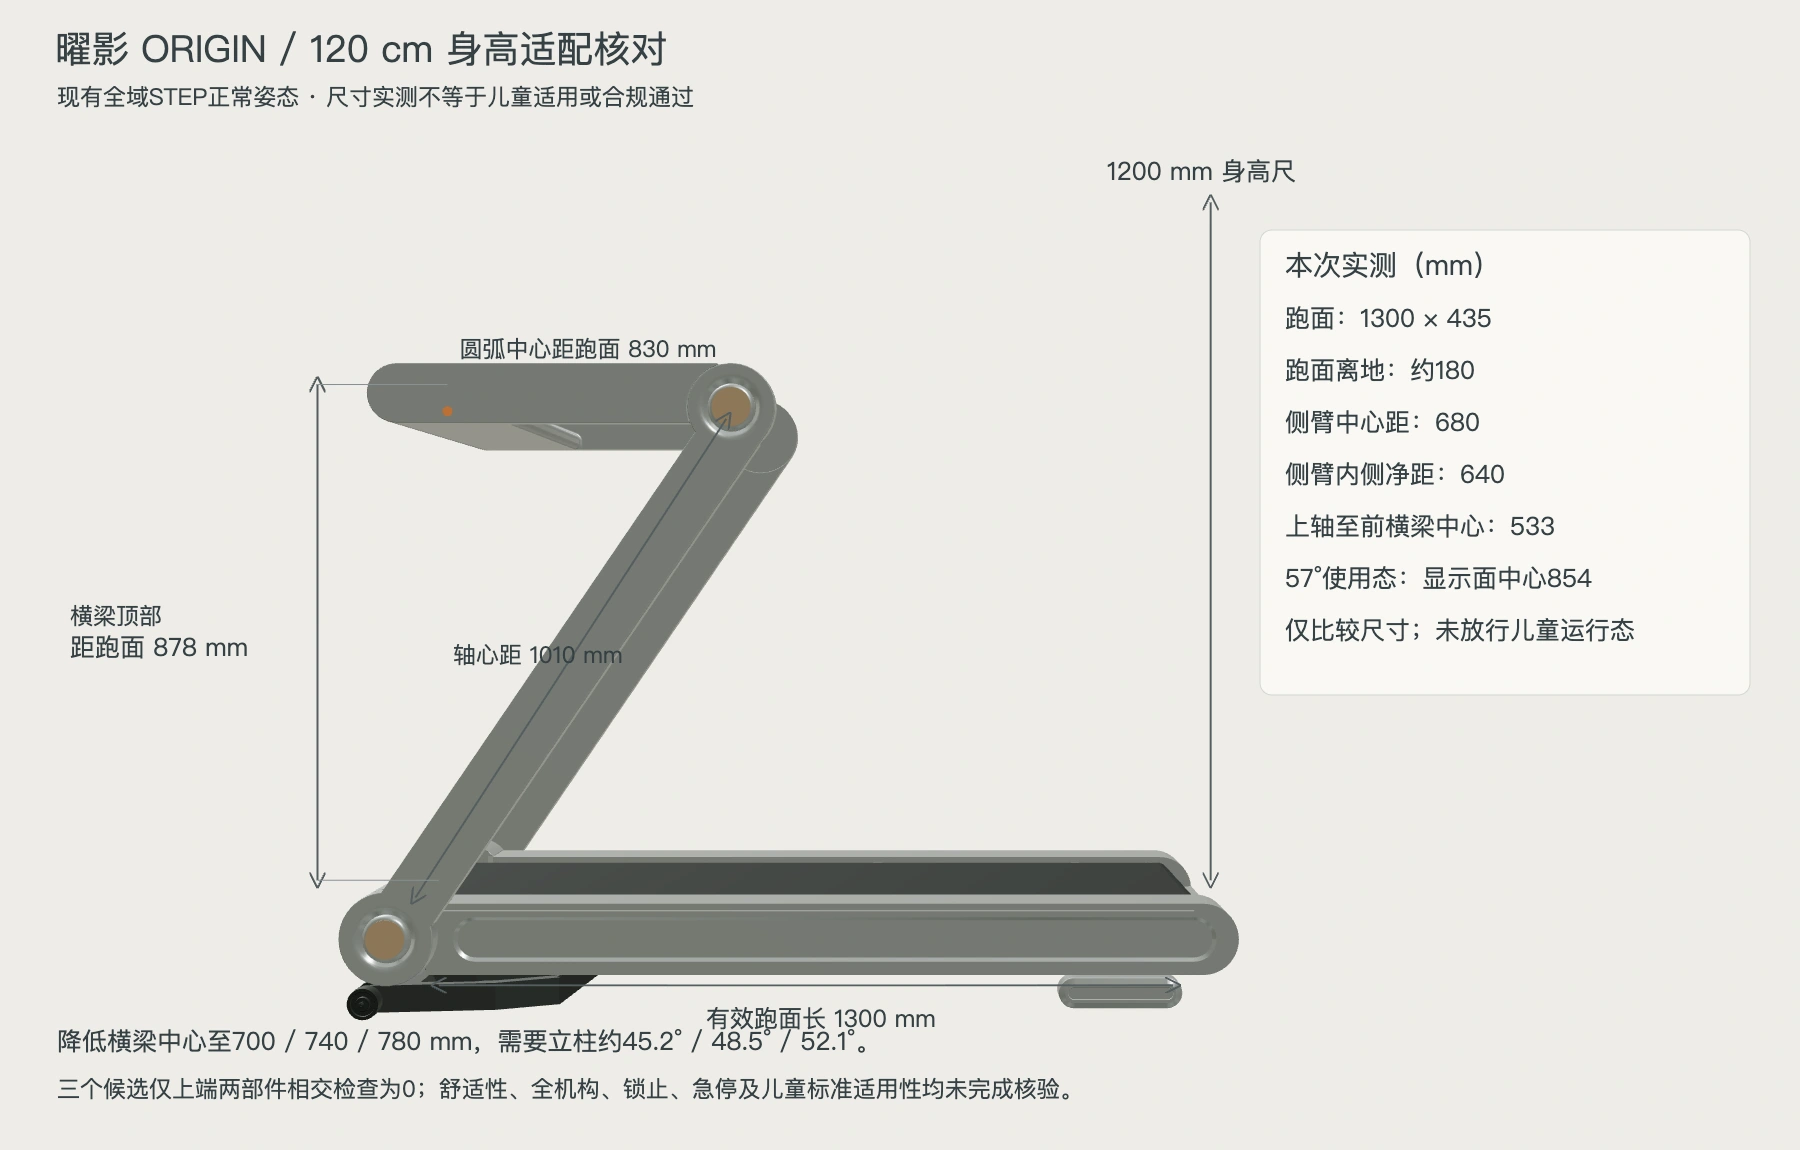 曜影 ORIGIN / 120 cm 身高适配核对
现有全域STEP正常姿态 · 尺寸实测不等于儿童适用或合规通过
1200 mm 身高尺
圆弧中心距跑面 830 mm
横梁顶部
距跑面 878 mm
轴心距 1010 mm
有效跑面长 1300 mm
本次实测（mm）
跑面：1300 × 435
跑面离地：约180
侧臂中心距：680
侧臂内侧净距：640
上轴至前横梁中心：533
57°使用态：显示面中心854
仅比较尺寸；未放行儿童运行态
降低横梁中心至700 / 740 / 780 mm，需要立柱约45.2° / 48.5° / 52.1°。
三个候选仅上端两部件相交检查为0；舒适性、全机构、锁止、急停及儿童标准适用性均未完成核验。